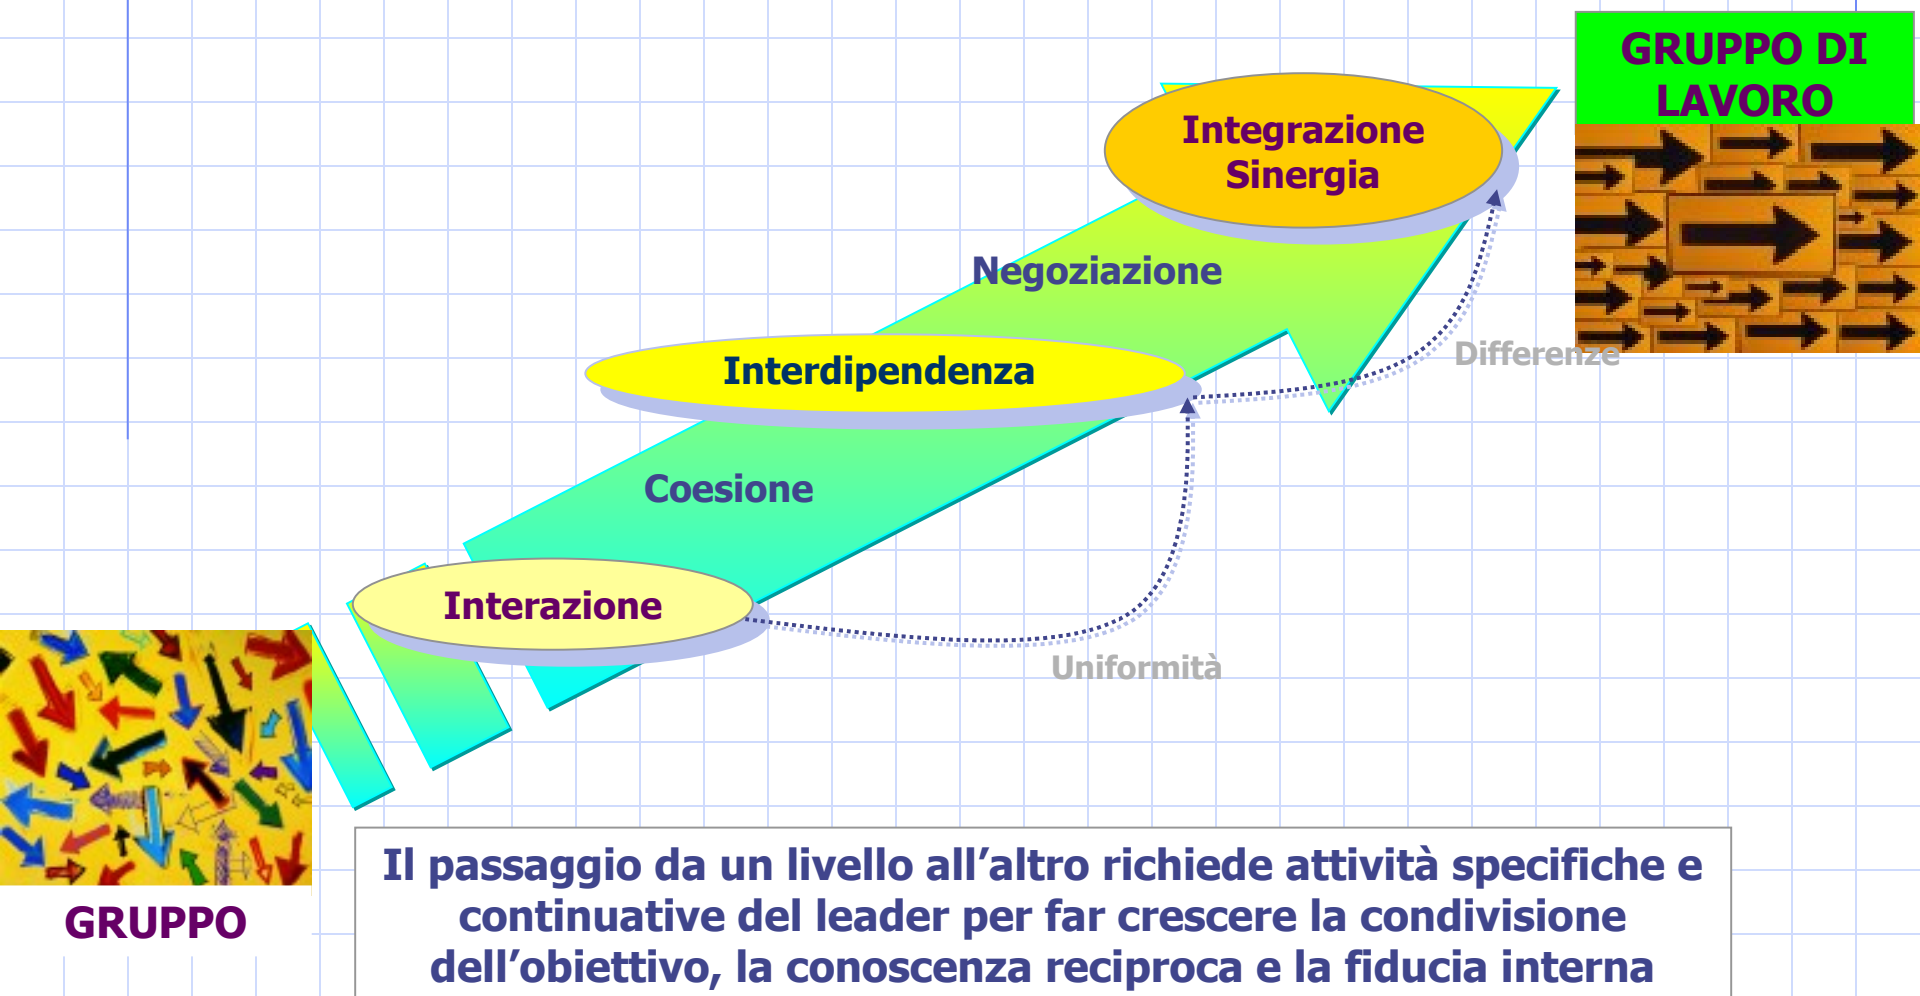 GRUPPO DI
LAVORO
Integrazione
Sinergia
Negoziazione
Differenze
Interdipendenza
Coesione
Interazione
Uniformità
GRUPPO
Il passaggio da un livello all’altro richiede attività specifiche e
continuative del leader per far crescere la condivisione
dell’obiettivo, la conoscenza reciproca e la fiducia interna